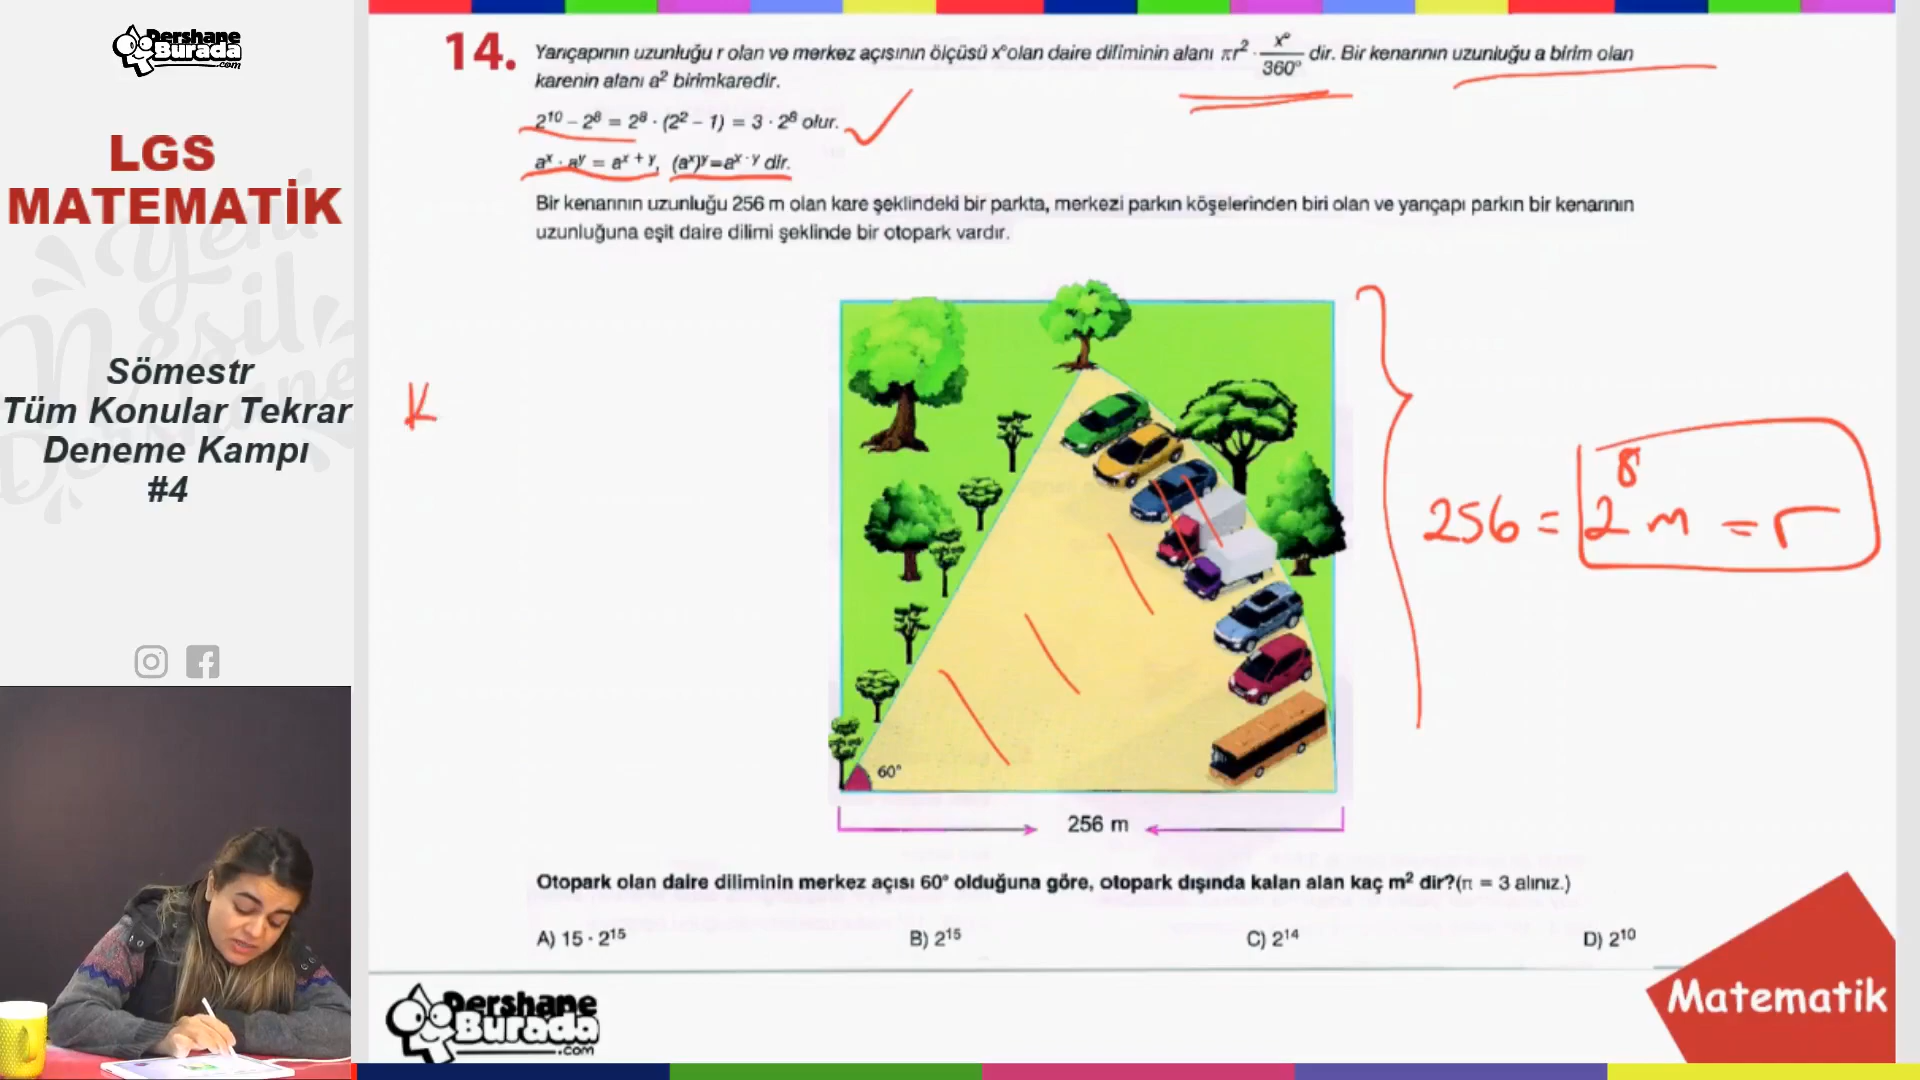 Dershane
Burada
.com
LGS
MATEMATİK
Yeni
Nesil
Dershane
Sömestr
Tüm Konular Tekrar
Deneme Kampı
#4
14.
Yarıçapının uzunluğu r olan ve merkez açısının ölçüsü x°olan daire diliminin alanı πr² · x°/360° dir. Bir kenarının uzunluğu a birim olan
karenin alanı a² birimkaredir.
2¹⁰ – 2⁸ = 2⁸ · (2² – 1) = 3 · 2⁸ olur.
aˣ · aʸ = aˣ ⁺ ʸ, (aˣ)ʸ=aˣ ˙ ʸ dir.
Bir kenarının uzunluğu 256 m olan kare şeklindeki bir parkta, merkezi parkın köşelerinden biri olan ve yarıçapı parkın bir kenarının
uzunluğuna eşit daire dilimi şeklinde bir otopark vardır.
K
256 = 2⁸ m = r
60°
256 m
Otopark olan daire diliminin merkez açısı 60° olduğuna göre, otopark dışında kalan alan kaç m² dir?(π = 3 alınız.)
A) 15 · 2¹⁵ B) 2¹⁵ C) 2¹⁴ D) 2¹⁰
Matematik
Dershane
Burada
.com